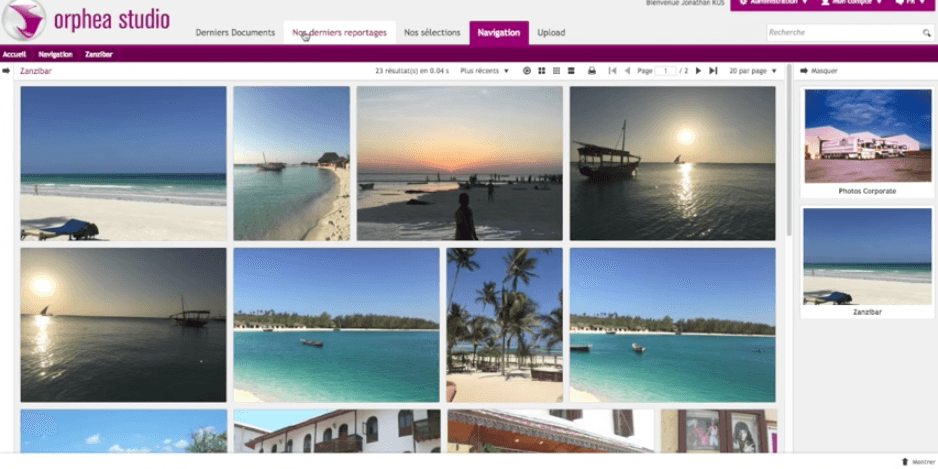 orphea studio
Bienvenue Jonathan KUS
Administration
Mon compte
FR
Derniers Documents
Nos derniers reportages
Nos sélections
Navigation
Upload
Recherche
Accueil
Navigation
Zanzibar
Zanzibar
23 résultat(s) en 0.04 s
Plus récents
Page 1 / 2
20 par page
Masquer
Photos Corporate
Zanzibar
Montrer